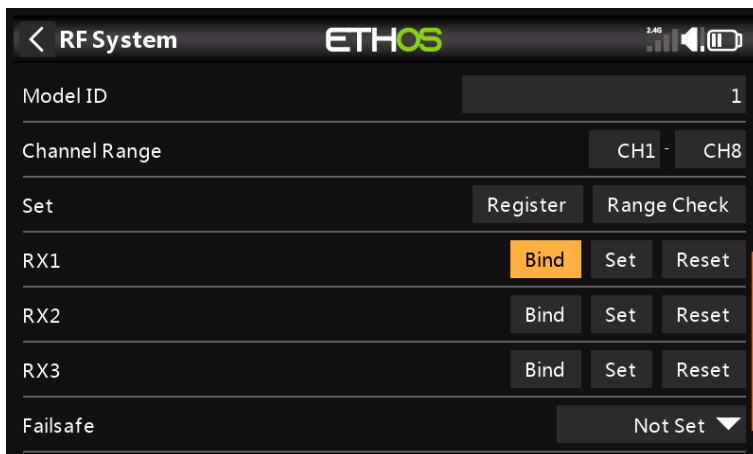 RF System ETHOS 2.4G
Model ID 1
Channel Range CH1 - CH8
Set Register Range Check
RX1 Bind Set Reset
RX2 Bind Set Reset
RX3 Bind Set Reset
Failsafe Not Set